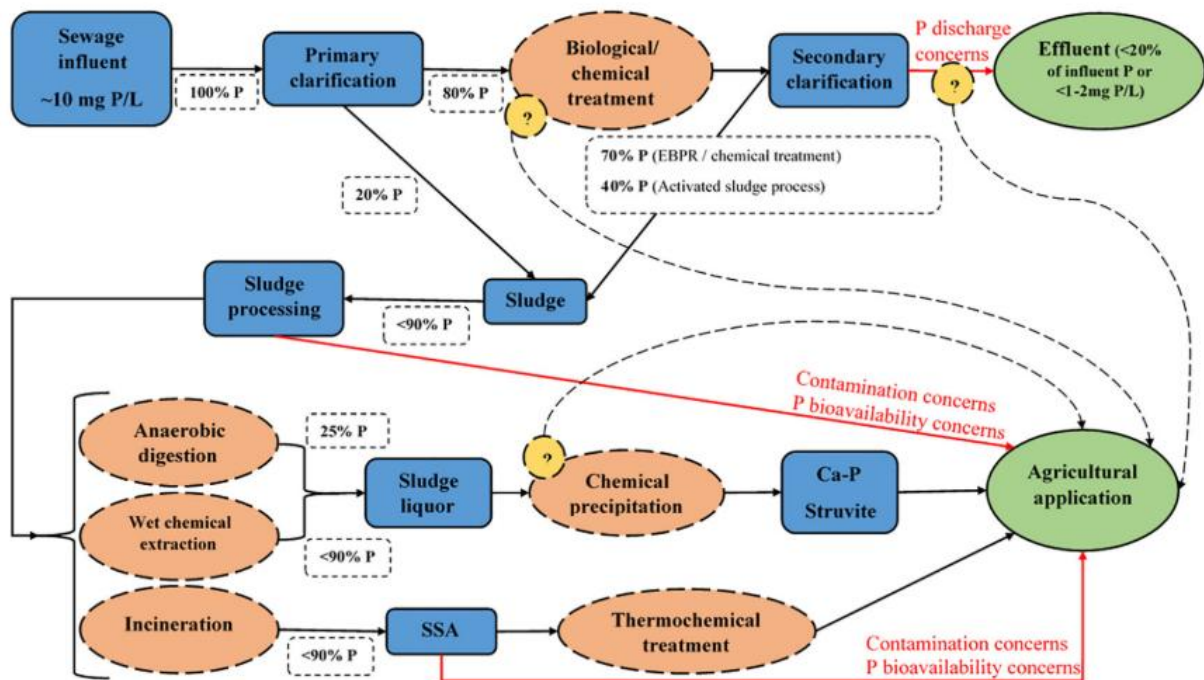 Sewage
influent
~10 mg P/L
100% P
Primary
clarification
80% P
Biological/
chemical
treatment
?
Secondary
clarification
P discharge
concerns
?
Effluent (<20%
of influent P or
<1-2mg P/L)
70% P (EBPR / chemical treatment)
40% P (Activated sludge process)
20% P
Sludge
processing
<90% P
Sludge
Contamination concerns
P bioavailability concerns
Anaerobic
digestion
25% P
Wet chemical
extraction
<90% P
Sludge
liquor
?
Chemical
precipitation
Ca-P
Struvite
Agricultural
application
Incineration
<90% P
SSA
Thermochemical
treatment
Contamination concerns
P bioavailability concerns